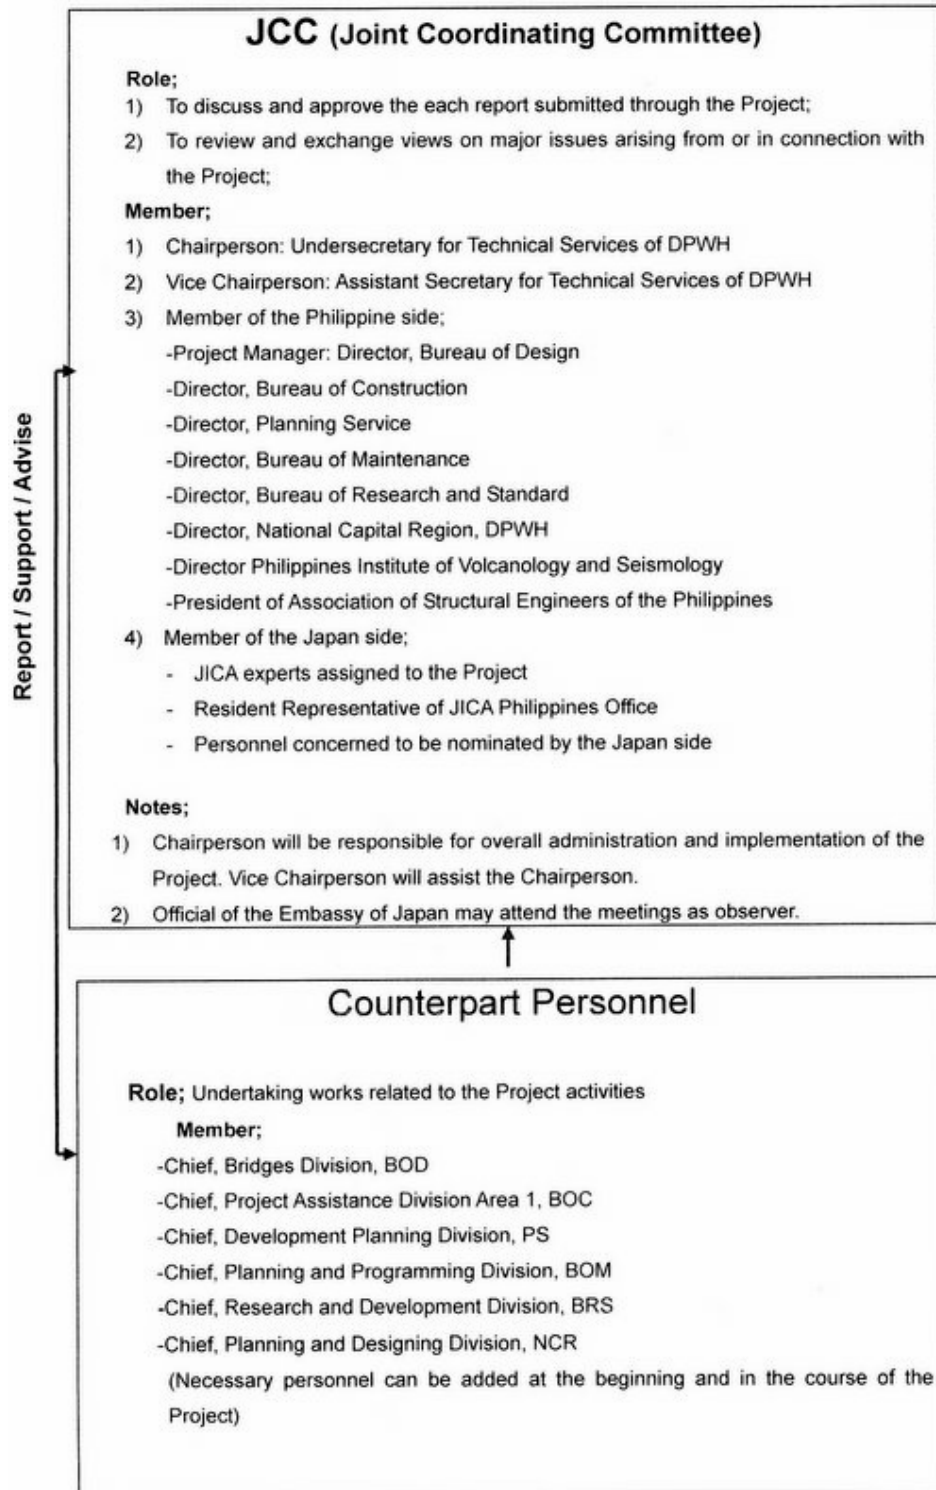 JCC (Joint Coordinating Committee)
Role;
1) To discuss and approve the each report submitted through the Project;
2) To review and exchange views on major issues arising from or in connection with
the Project;
Member;
1) Chairperson: Undersecretary for Technical Services of DPWH
2) Vice Chairperson: Assistant Secretary for Technical Services of DPWH
3) Member of the Philippine side;
-Project Manager: Director, Bureau of Design
-Director, Bureau of Construction
-Director, Planning Service
-Director, Bureau of Maintenance
-Director, Bureau of Research and Standard
-Director, National Capital Region, DPWH
-Director Philippines Institute of Volcanology and Seismology
-President of Association of Structural Engineers of the Philippines
4) Member of the Japan side;
- JICA experts assigned to the Project
- Resident Representative of JICA Philippines Office
- Personnel concerned to be nominated by the Japan side
Notes;
1) Chairperson will be responsible for overall administration and implementation of the
Project. Vice Chairperson will assist the Chairperson.
2) Official of the Embassy of Japan may attend the meetings as observer.
Report / Support / Advise
Counterpart Personnel
Role; Undertaking works related to the Project activities
Member;
-Chief, Bridges Division, BOD
-Chief, Project Assistance Division Area 1, BOC
-Chief, Development Planning Division, PS
-Chief, Planning and Programming Division, BOM
-Chief, Research and Development Division, BRS
-Chief, Planning and Designing Division, NCR
(Necessary personnel can be added at the beginning and in the course of the
Project)